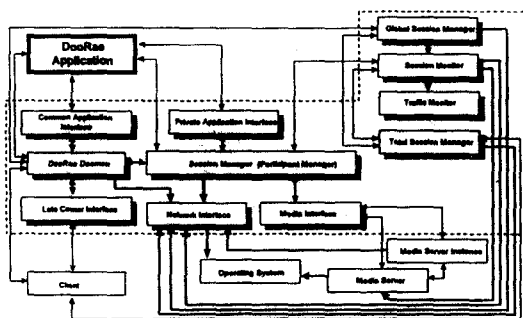 DooRae
Application
Global Session Manager
Session Monitor
Traffic Monitor
Common Application
Interface
Private Application Interface
DooRae Daemon
Session Manager (Participant Manager)
Late Comer Interface
Network Interface
Media Interface
Media Server Instance
Operating System
Media Server
Client
Session Manager